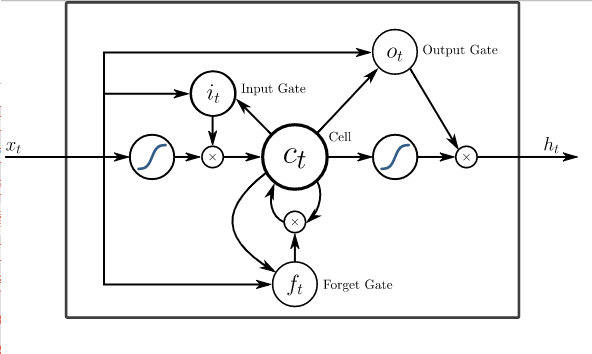 o_t Output Gate
i_t Input Gate
Cell
x_t
×
c_t
×
h_t
×
f_t Forget Gate